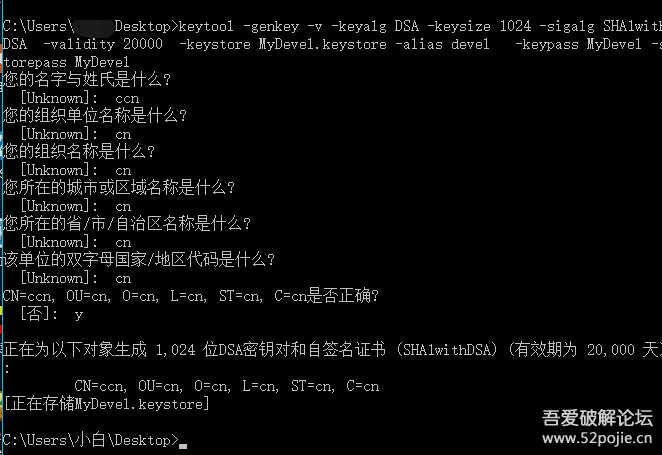 C:\Users\ Desktop>keytool -genkey -v -keyalg DSA -keysize 1024 -sigalg SHA1with
DSA  -validity 20000  -keystore MyDevel.keystore -alias devel   -keypass MyDevel -s
torepass MyDevel
您的名字与姓氏是什么?
  [Unknown]:  ccn
您的组织单位名称是什么?
  [Unknown]:  cn
您的组织名称是什么?
  [Unknown]:  cn
您所在的城市或区域名称是什么?
  [Unknown]:  cn
您所在的省/市/自治区名称是什么?
  [Unknown]:  cn
该单位的双字母国家/地区代码是什么?
  [Unknown]:  cn
CN=ccn, OU=cn, O=cn, L=cn, ST=cn, C=cn是否正确?
  [否]:  y
正在为以下对象生成 1,024 位DSA密钥对和自签名证书 (SHA1withDSA) (有效期为 20,000 天)
:
CN=ccn, OU=cn, O=cn, L=cn, ST=cn, C=cn
[正在存储MyDevel.keystore]
C:\Users\小白\Desktop>
吾爱破解论坛
www.52pojie.cn